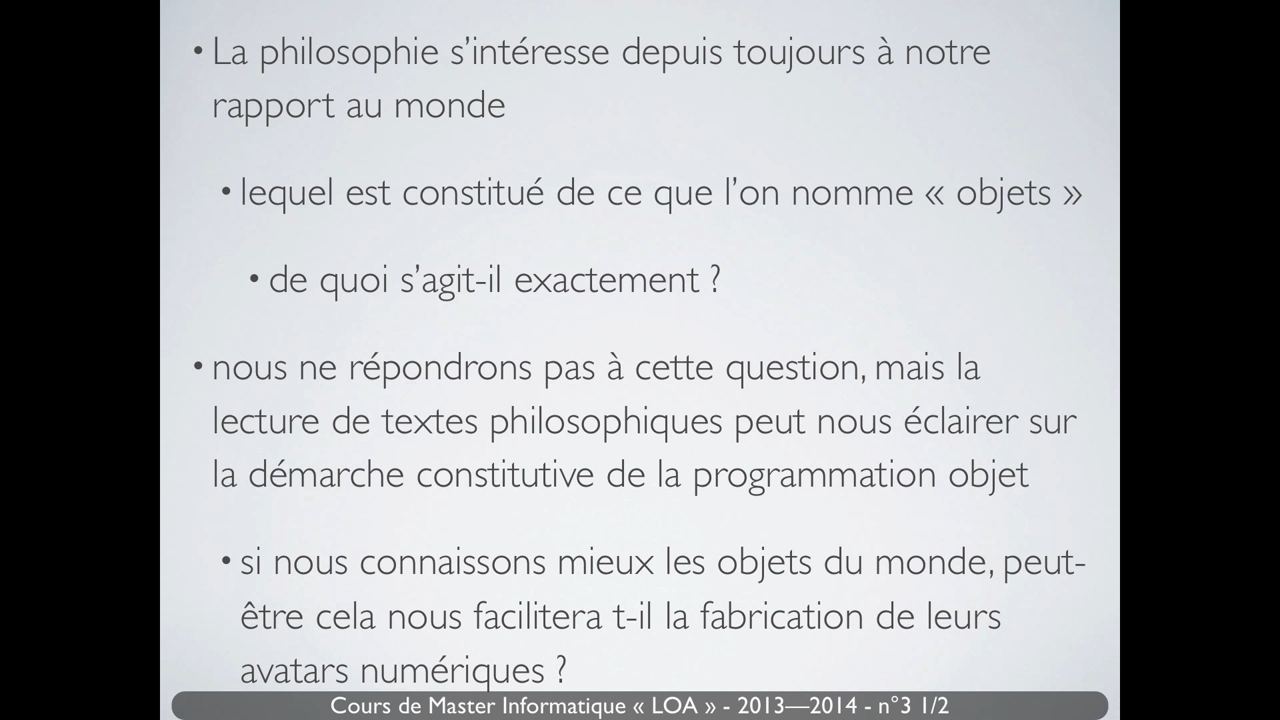 • La philosophie s’intéresse depuis toujours à notre
rapport au monde
• lequel est constitué de ce que l’on nomme « objets »
• de quoi s’agit-il exactement ?
• nous ne répondrons pas à cette question, mais la
lecture de textes philosophiques peut nous éclairer sur
la démarche constitutive de la programmation objet
• si nous connaissons mieux les objets du monde, peut-
être cela nous facilitera t-il la fabrication de leurs
avatars numériques ?
Cours de Master Informatique « LOA » - 2013—2014 - n°3 1/2